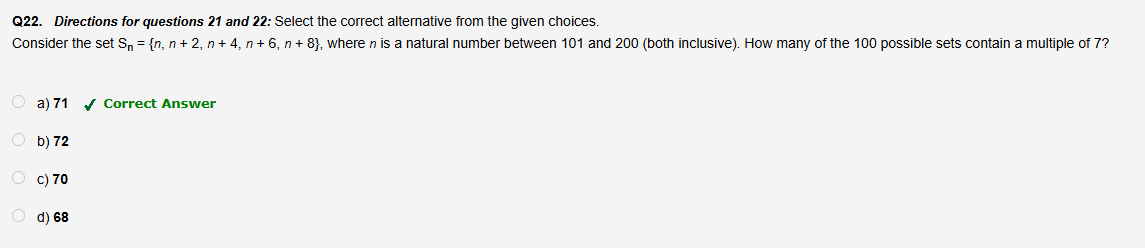 Q22. Directions for questions 21 and 22: Select the correct alternative from the given choices.
Consider the set Sn = {n, n + 2, n + 4, n + 6, n + 8}, where n is a natural number between 101 and 200 (both inclusive). How many of the 100 possible sets contain a multiple of 7?
a) 71 ✓ Correct Answer
b) 72
c) 70
d) 68